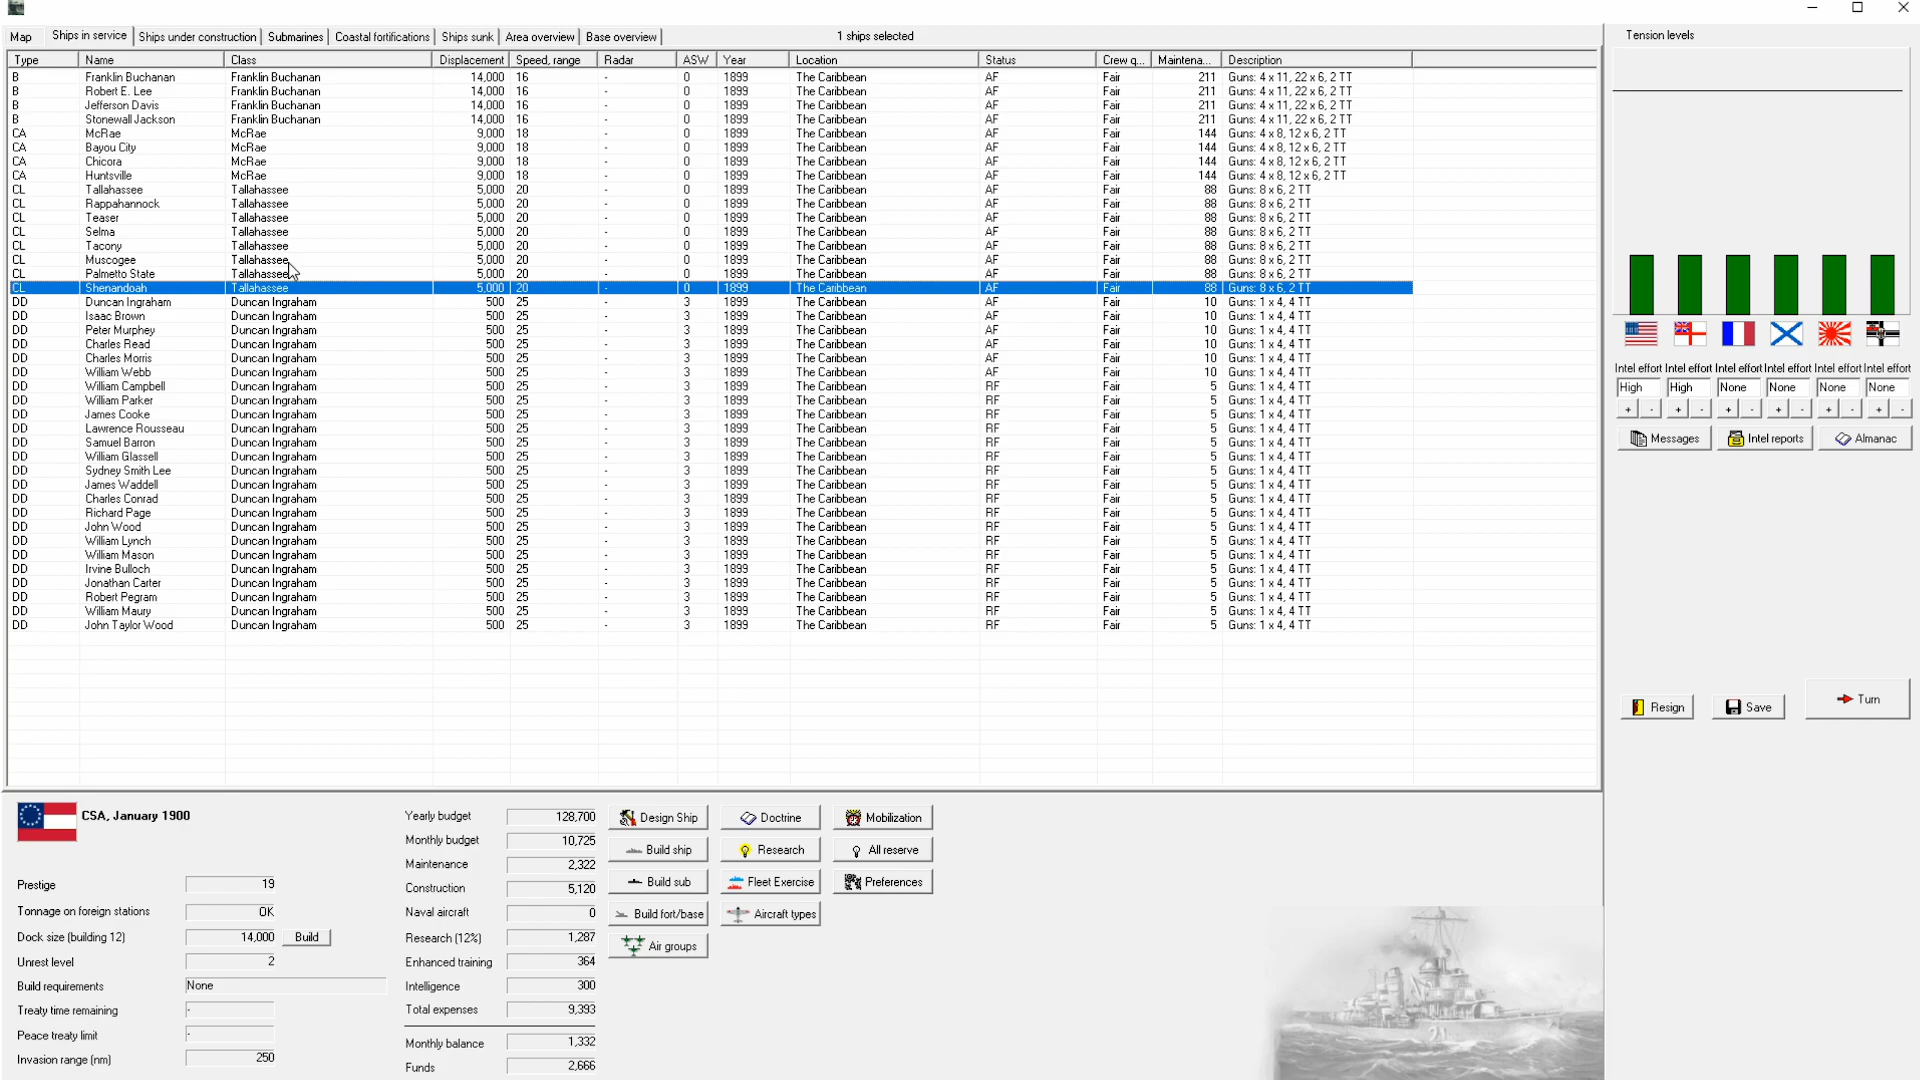 Map Ships in service Ships under construction Submarines Coastal fortifications Ships sunk Area overview Base overview 1 ships selected Tension levels
Type Name Class Displacement Speed, range Radar ASW Year Location Status Crew q... Maintena... Description
B Franklin Buchanan Franklin Buchanan 14,000 16 - 0 1899 The Caribbean AF Fair 211 Guns: 4 x 11, 22 x 6, 2 TT
B Robert E. Lee Franklin Buchanan 14,000 16 - 0 1899 The Caribbean AF Fair 211 Guns: 4 x 11, 22 x 6, 2 TT
B Jefferson Davis Franklin Buchanan 14,000 16 - 0 1899 The Caribbean AF Fair 211 Guns: 4 x 11, 22 x 6, 2 TT
B Stonewall Jackson Franklin Buchanan 14,000 16 - 0 1899 The Caribbean AF Fair 211 Guns: 4 x 11, 22 x 6, 2 TT
CA McRae McRae 9,000 18 - 0 1899 The Caribbean AF Fair 144 Guns: 4 x 8, 12 x 6, 2 TT
CA Bayou City McRae 9,000 18 - 0 1899 The Caribbean AF Fair 144 Guns: 4 x 8, 12 x 6, 2 TT
CA Chicora McRae 9,000 18 - 0 1899 The Caribbean AF Fair 144 Guns: 4 x 8, 12 x 6, 2 TT
CA Huntsville McRae 9,000 18 - 0 1899 The Caribbean AF Fair 144 Guns: 4 x 8, 12 x 6, 2 TT
CL Tallahassee Tallahassee 5,000 20 - 0 1899 The Caribbean AF Fair 88 Guns: 8 x 6, 2 TT
CL Rappahannock Tallahassee 5,000 20 - 0 1899 The Caribbean AF Fair 88 Guns: 8 x 6, 2 TT
CL Teaser Tallahassee 5,000 20 - 0 1899 The Caribbean AF Fair 88 Guns: 8 x 6, 2 TT
CL Selma Tallahassee 5,000 20 - 0 1899 The Caribbean AF Fair 88 Guns: 8 x 6, 2 TT
CL Tacony Tallahassee 5,000 20 - 0 1899 The Caribbean AF Fair 88 Guns: 8 x 6, 2 TT
CL Muscogee Tallahassee 5,000 20 - 0 1899 The Caribbean AF Fair 88 Guns: 8 x 6, 2 TT
CL Palmetto State Tallahassee 5,000 20 - 0 1899 The Caribbean AF Fair 88 Guns: 8 x 6, 2 TT
CL Shenandoah Tallahassee 5,000 20 - 0 1899 The Caribbean AF Fair 88 Guns: 8 x 6, 2 TT
DD Duncan Ingraham Duncan Ingraham 500 25 - 3 1899 The Caribbean AF Fair 10 Guns: 1 x 4, 4 TT
DD Isaac Brown Duncan Ingraham 500 25 - 3 1899 The Caribbean AF Fair 10 Guns: 1 x 4, 4 TT
DD Peter Murphey Duncan Ingraham 500 25 - 3 1899 The Caribbean AF Fair 10 Guns: 1 x 4, 4 TT
DD Charles Read Duncan Ingraham 500 25 - 3 1899 The Caribbean AF Fair 10 Guns: 1 x 4, 4 TT
DD Charles Morris Duncan Ingraham 500 25 - 3 1899 The Caribbean AF Fair 10 Guns: 1 x 4, 4 TT
DD William Webb Duncan Ingraham 500 25 - 3 1899 The Caribbean AF Fair 10 Guns: 1 x 4, 4 TT
DD William Campbell Duncan Ingraham 500 25 - 3 1899 The Caribbean RF Fair 5 Guns: 1 x 4, 4 TT
DD William Parker Duncan Ingraham 500 25 - 3 1899 The Caribbean RF Fair 5 Guns: 1 x 4, 4 TT
DD James Cooke Duncan Ingraham 500 25 - 3 1899 The Caribbean RF Fair 5 Guns: 1 x 4, 4 TT
DD Lawrence Rousseau Duncan Ingraham 500 25 - 3 1899 The Caribbean RF Fair 5 Guns: 1 x 4, 4 TT
DD Samuel Barron Duncan Ingraham 500 25 - 3 1899 The Caribbean RF Fair 5 Guns: 1 x 4, 4 TT
DD William Glassell Duncan Ingraham 500 25 - 3 1899 The Caribbean RF Fair 5 Guns: 1 x 4, 4 TT
DD Sydney Smith Lee Duncan Ingraham 500 25 - 3 1899 The Caribbean RF Fair 5 Guns: 1 x 4, 4 TT
DD James Waddell Duncan Ingraham 500 25 - 3 1899 The Caribbean RF Fair 5 Guns: 1 x 4, 4 TT
DD Charles Conrad Duncan Ingraham 500 25 - 3 1899 The Caribbean RF Fair 5 Guns: 1 x 4, 4 TT
DD Richard Page Duncan Ingraham 500 25 - 3 1899 The Caribbean RF Fair 5 Guns: 1 x 4, 4 TT
DD John Wood Duncan Ingraham 500 25 - 3 1899 The Caribbean RF Fair 5 Guns: 1 x 4, 4 TT
DD William Lynch Duncan Ingraham 500 25 - 3 1899 The Caribbean RF Fair 5 Guns: 1 x 4, 4 TT
DD William Mason Duncan Ingraham 500 25 - 3 1899 The Caribbean RF Fair 5 Guns: 1 x 4, 4 TT
DD Irvine Bulloch Duncan Ingraham 500 25 - 3 1899 The Caribbean RF Fair 5 Guns: 1 x 4, 4 TT
DD Jonathan Carter Duncan Ingraham 500 25 - 3 1899 The Caribbean RF Fair 5 Guns: 1 x 4, 4 TT
DD Robert Pegram Duncan Ingraham 500 25 - 3 1899 The Caribbean RF Fair 5 Guns: 1 x 4, 4 TT
DD William Maury Duncan Ingraham 500 25 - 3 1899 The Caribbean RF Fair 5 Guns: 1 x 4, 4 TT
DD John Taylor Wood Duncan Ingraham 500 25 - 3 1899 The Caribbean RF Fair 5 Guns: 1 x 4, 4 TT
Intel effort Intel effort Intel effort Intel effort Intel effort Intel effort
High High None None None None
+ - + - + - + - + - + -
Messages Intel reports Almanac
Resign Save Turn
CSA, January 1900
Prestige 19
Tonnage on foreign stations OK
Dock size (building 12) 14,000 Build
Unrest level 2
Build requirements None
Treaty time remaining -
Peace treaty limit -
Invasion range (nm) 250
Yearly budget 128,700
Monthly budget 10,725
Maintenance 2,322
Construction 5,120
Naval aircraft 0
Research (12%) 1,287
Enhanced training 364
Intelligence 300
Total expenses 9,393
Monthly balance 1,332
Funds 2,666
Design Ship Doctrine Mobilization
Build ship Research All reserve
Build sub Fleet Exercise Preferences
Build fort/base Aircraft types
Air groups